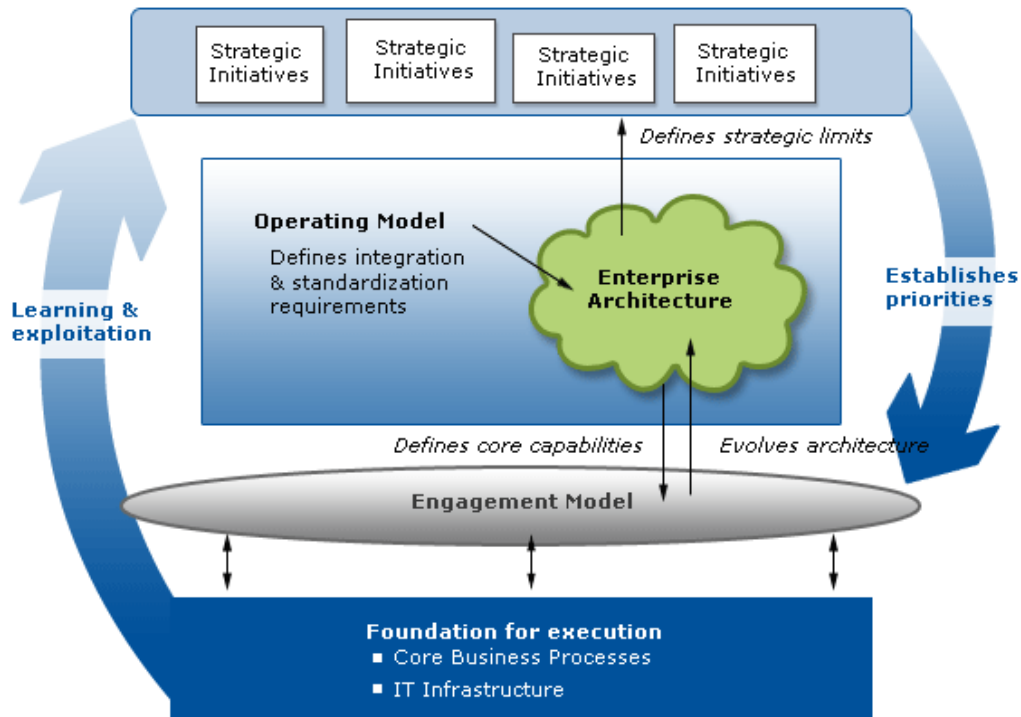 Strategic
Initiatives
Strategic
Initiatives
Strategic
Initiatives
Strategic
Initiatives
Defines strategic limits
Operating Model
Defines integration
& standardization
requirements
Enterprise
Architecture
Learning &
exploitation
Establishes
priorities
Defines core capabilities
Evolves architecture
Engagement Model
Foundation for execution
Core Business Processes
IT Infrastructure